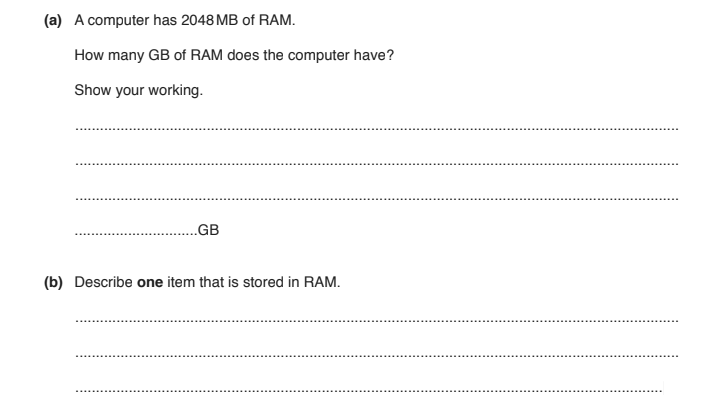 (a) A computer has 2048 MB of RAM.
How many GB of RAM does the computer have?
Show your working.
................................................................................
................................................................................
................................................................................
..............................GB
(b) Describe one item that is stored in RAM.
................................................................................
................................................................................
................................................................................